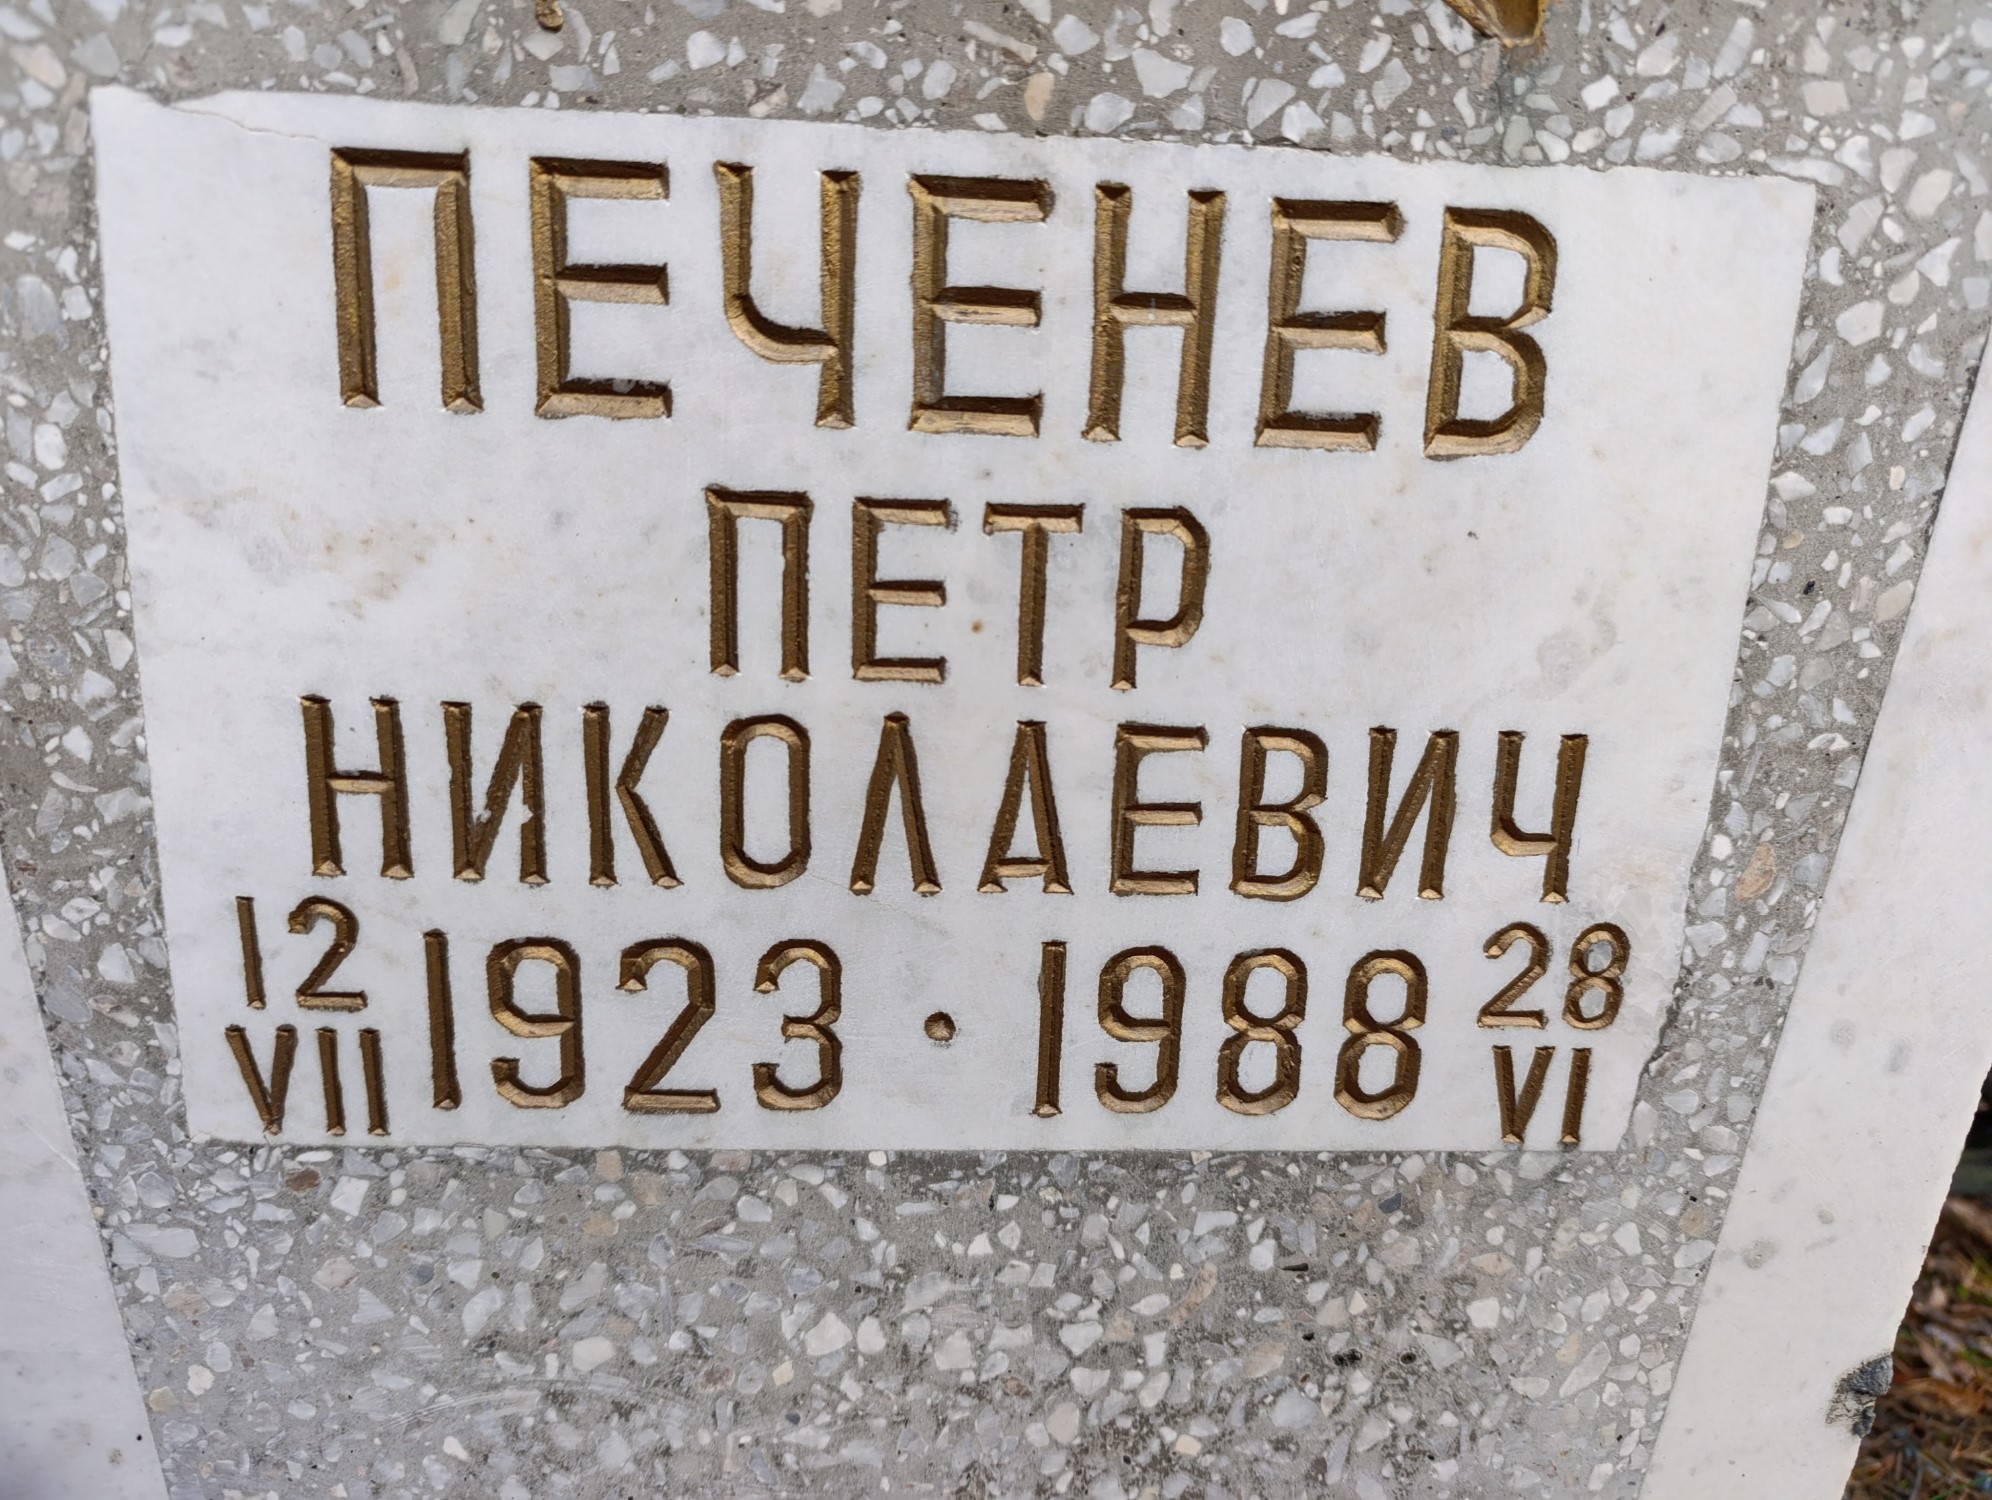 ПЕЧЕНЕВ
ПЕТР
НИКОЛАЕВИЧ
12 VII 1923 · 1988 28 VI